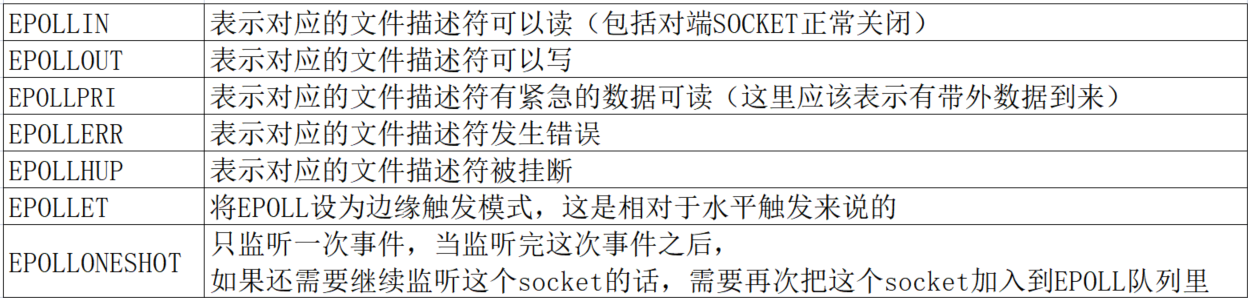 EPOLLIN 表示对应的文件描述符可以读（包括对端SOCKET正常关闭）
EPOLLOUT 表示对应的文件描述符可以写
EPOLLPRI 表示对应的文件描述符有紧急的数据可读（这里应该表示有带外数据到来）
EPOLLERR 表示对应的文件描述符发生错误
EPOLLHUP 表示对应的文件描述符被挂断
EPOLLET 将EPOLL设为边缘触发模式，这是相对于水平触发来说的
EPOLLONESHOT 只监听一次事件，当监听完这次事件之后，
如果还需要继续监听这个socket的话，需要再次把这个socket加入到EPOLL队列里